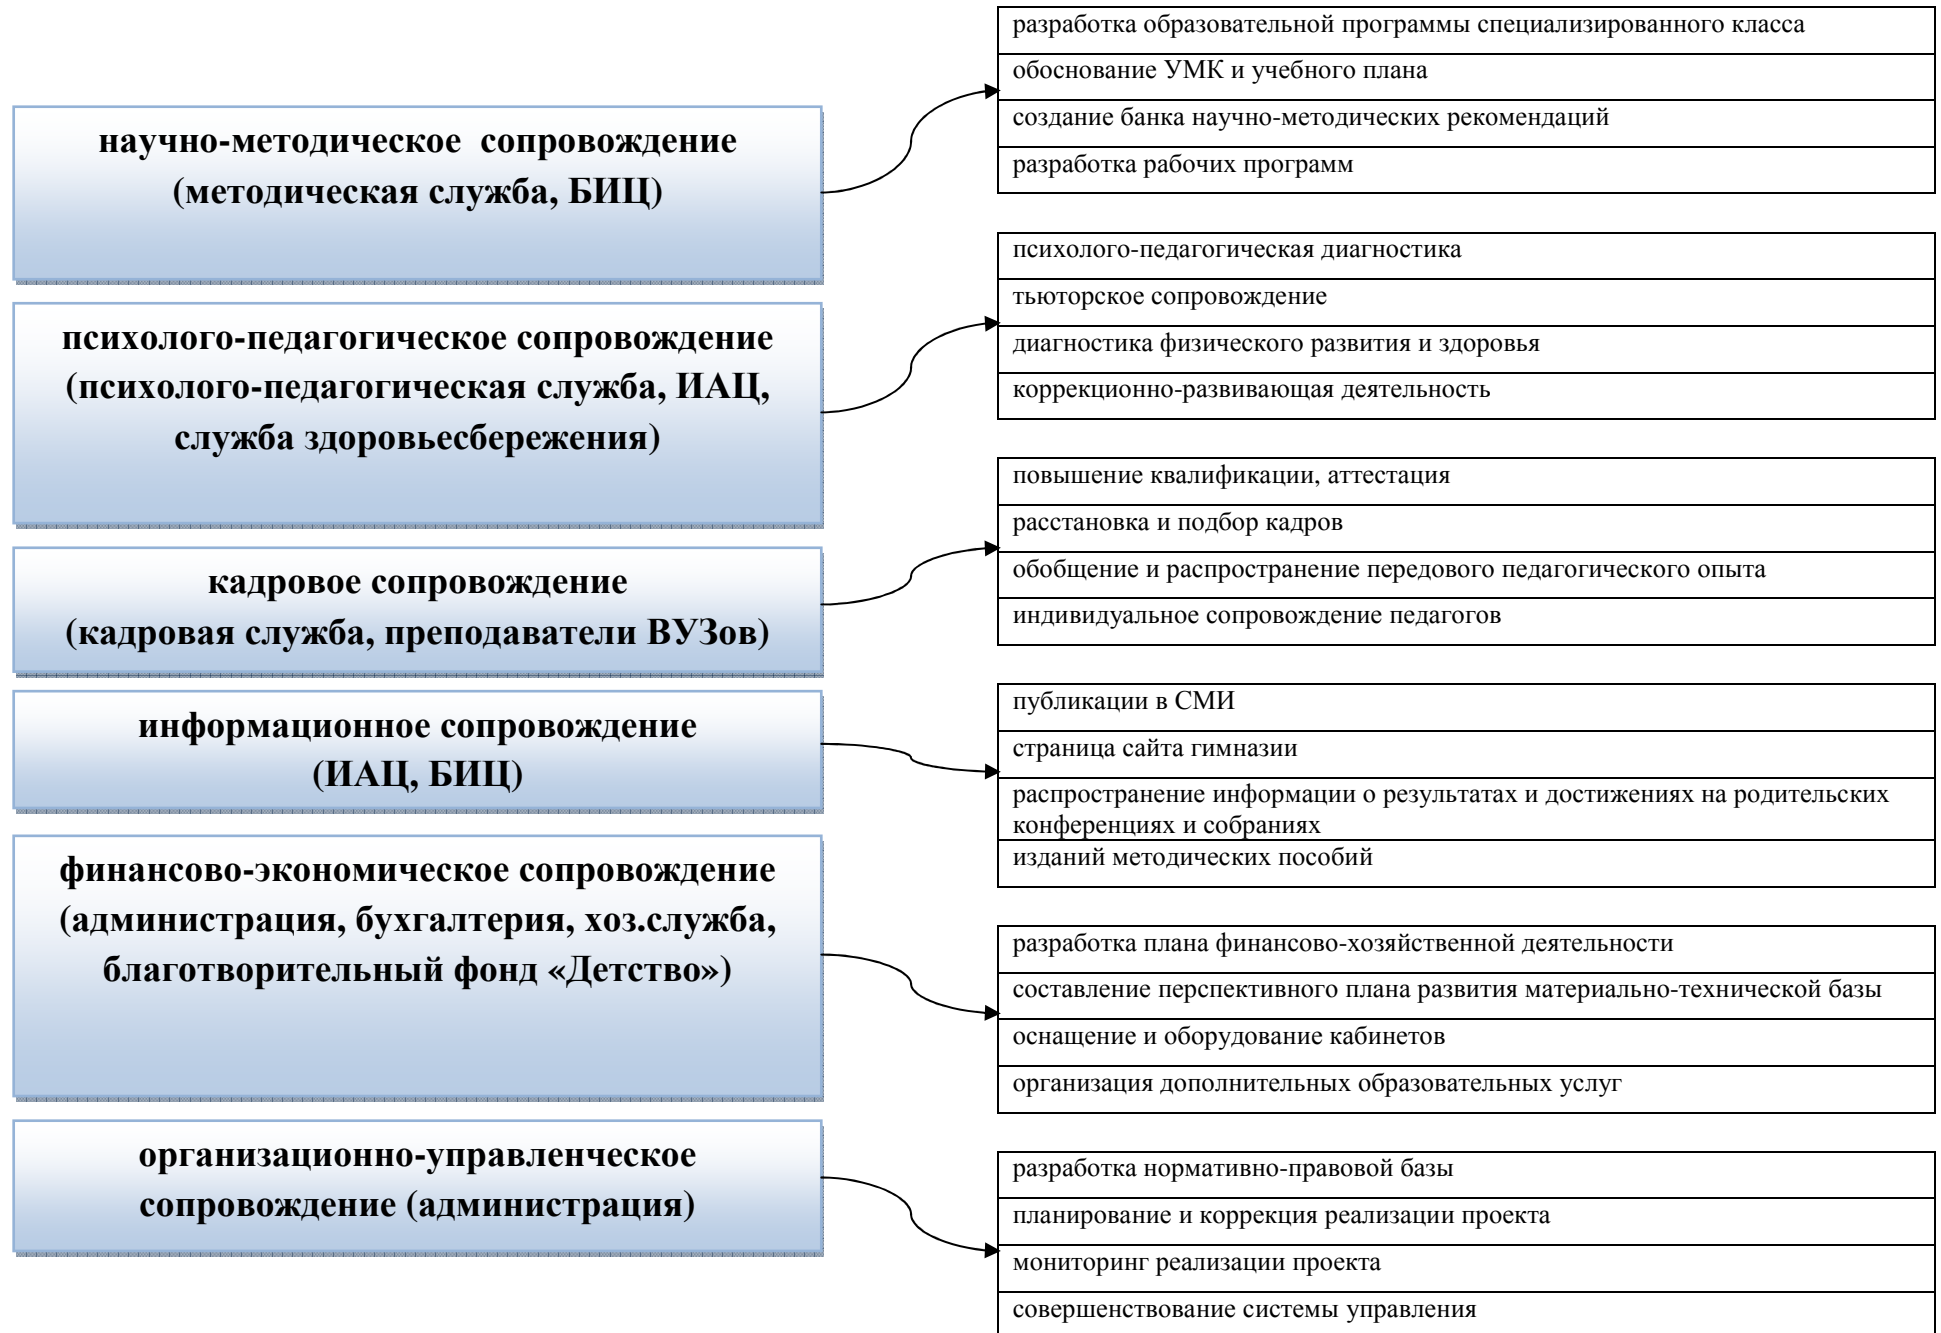 научно-методическое сопровождение
(методическая служба, БИЦ)
разработка образовательной программы специализированного класса
обоснование УМК и учебного плана
создание банка научно-методических рекомендаций
разработка рабочих программ
психолого-педагогическое сопровождение
(психолого-педагогическая служба, ИАЦ,
служба здоровьесбережения)
психолого-педагогическая диагностика
тьюторское сопровождение
диагностика физического развития и здоровья
коррекционно-развивающая деятельность
кадровое сопровождение
(кадровая служба, преподаватели ВУЗов)
повышение квалификации, аттестация
расстановка и подбор кадров
обобщение и распространение передового педагогического опыта
индивидуальное сопровождение педагогов
информационное сопровождение
(ИАЦ, БИЦ)
публикации в СМИ
страница сайта гимназии
распространение информации о результатах и достижениях на родительских
конференциях и собраниях
изданий методических пособий
финансово-экономическое сопровождение
(администрация, бухгалтерия, хоз.служба,
благотворительный фонд «Детство»)
разработка плана финансово-хозяйственной деятельности
составление перспективного плана развития материально-технической базы
оснащение и оборудование кабинетов
организация дополнительных образовательных услуг
организационно-управленческое
сопровождение (администрация)
разработка нормативно-правовой базы
планирование и коррекция реализации проекта
мониторинг реализации проекта
совершенствование системы управления